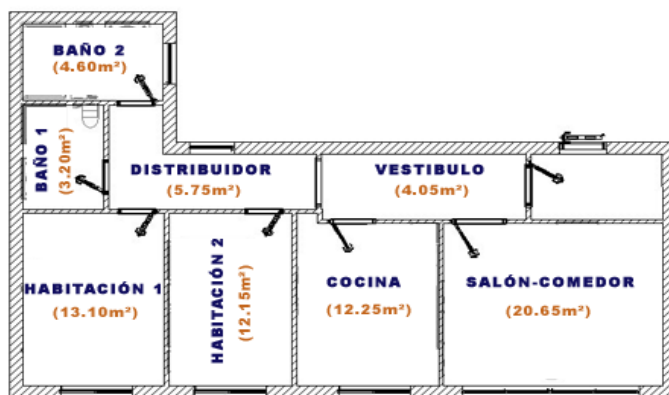 BAÑO 2
(4.60m²)
BAÑO 1
(3.20m²)
DISTRIBUIDOR
(5.75m²)
VESTIBULO
(4.05m²)
HABITACIÓN 1
(13.10m²)
HABITACIÓN 2
(12.15m²)
COCINA
(12.25m²)
SALÓN-COMEDOR
(20.65m²)